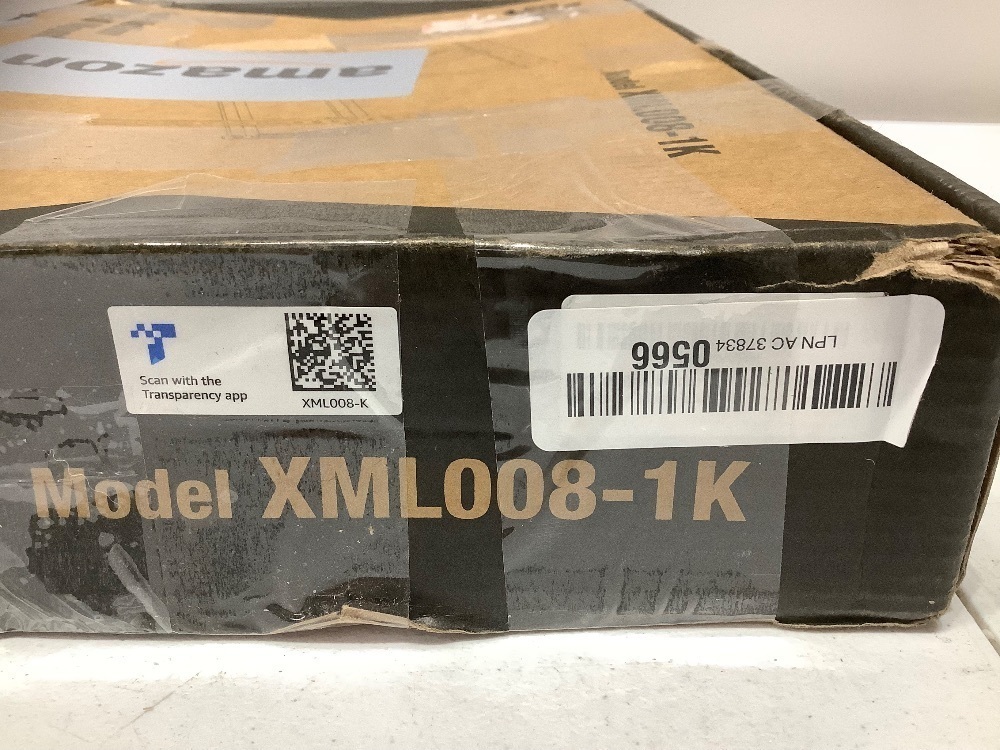 amazon
Model XML008-1K
Scan with the
Transparency app
XML008-K
LPN AC 37834
0566
Model XML008-1K